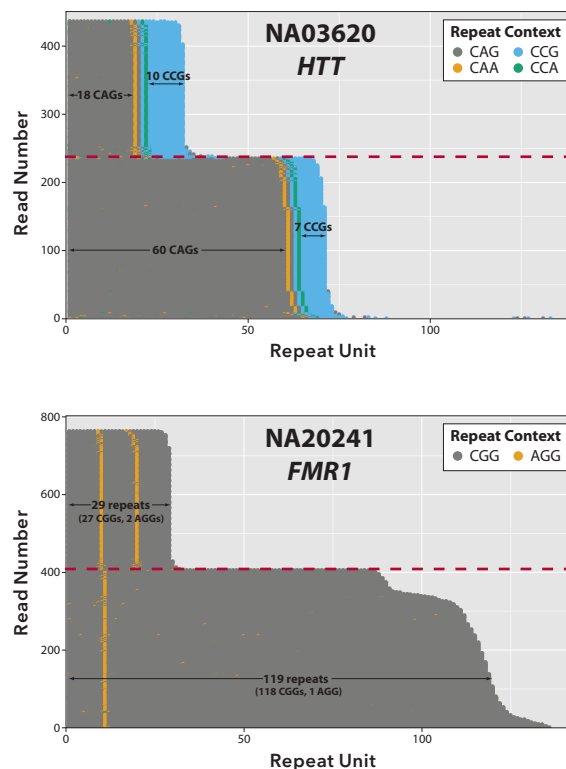 NA03620
HTT
Repeat Context
CAG
CCG
CAA
CCA
10 CCGs
18 CAGs
7 CCGs
60 CAGs
400
300
200
100
0
0
50
100
Read Number
Repeat Unit
NA20241
FMR1
Repeat Context
CGG
AGG
29 repeats
(27 CGGs, 2 AGGs)
119 repeats
(118 CGGs, 1 AGG)
800
600
400
200
0
0
50
100
Read Number
Repeat Unit